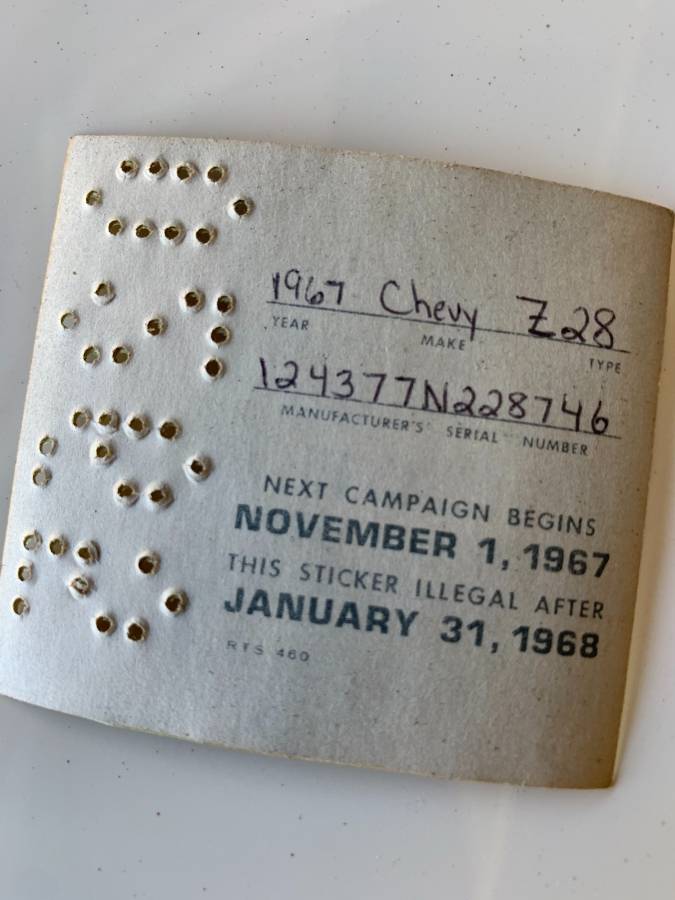 1967 Chevy Z28
YEAR MAKE TYPE
124377N228746
MANUFACTURER'S SERIAL NUMBER
NEXT CAMPAIGN BEGINS
NOVEMBER 1, 1967
THIS STICKER ILLEGAL AFTER
JANUARY 31, 1968
RTS 460